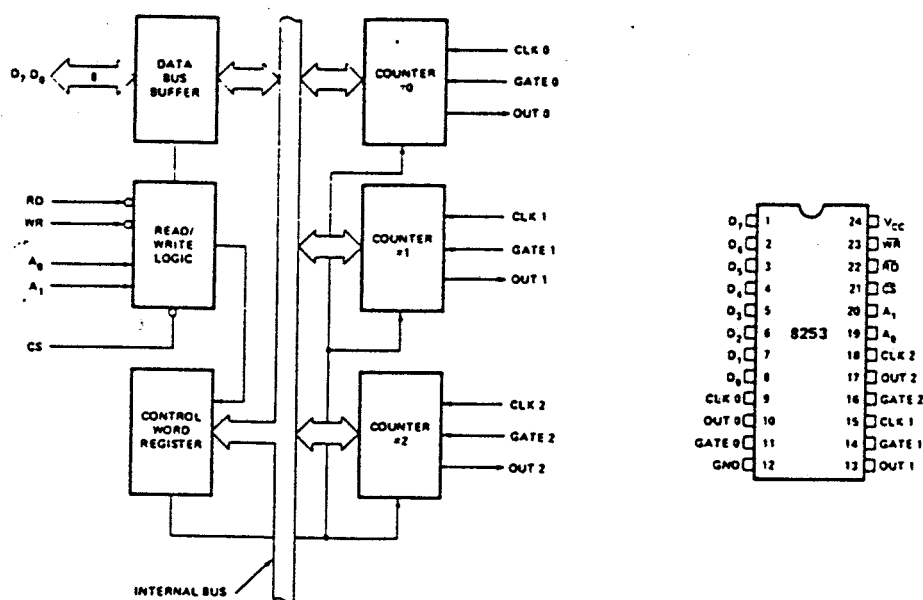 DATA
BUS
BUFFER
D7 D0
8
COUNTER
#0
CLK 0
GATE 0
OUT 0
RD
WR
A0
A1
CS
READ/
WRITE
LOGIC
COUNTER
#1
CLK 1
GATE 1
OUT 1
CONTROL
WORD
REGISTER
COUNTER
#2
CLK 2
GATE 2
OUT 2
INTERNAL BUS
8253
D7 1
D6 2
D5 3
D4 4
D3 5
D2 6
D1 7
D0 8
CLK 0 9
OUT 0 10
GATE 0 11
GND 12
24 VCC
23 WR
22 RD
21 CS
20 A1
19 A0
18 CLK 2
17 OUT 2
16 GATE 2
15 CLK 1
14 GATE 1
13 OUT 1